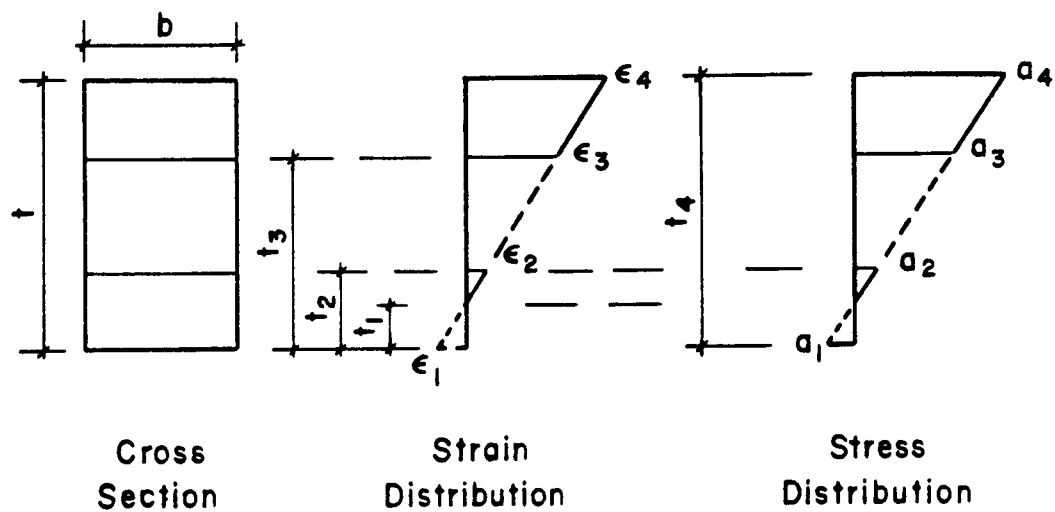 b
t
t₃
t₂
t₁
ϵ₄
ϵ₃
ϵ₂
ϵ₁
t₄
a₄
a₃
a₂
a₁
Cross
Section
Strain
Distribution
Stress
Distribution